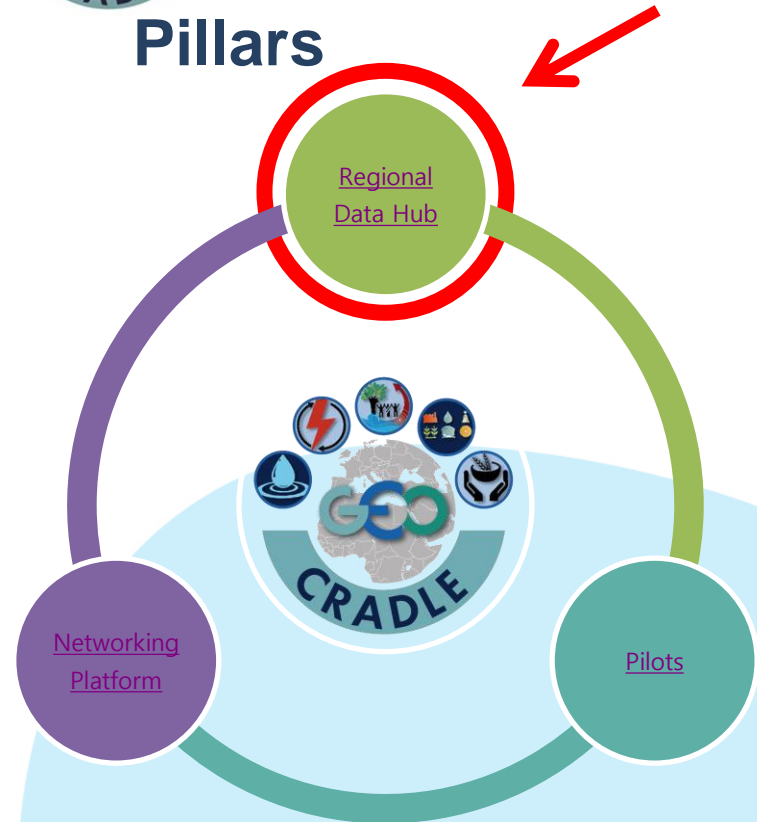 Pillars
Regional
Data Hub
GEO
CRADLE
Networking
Platform
Pilots